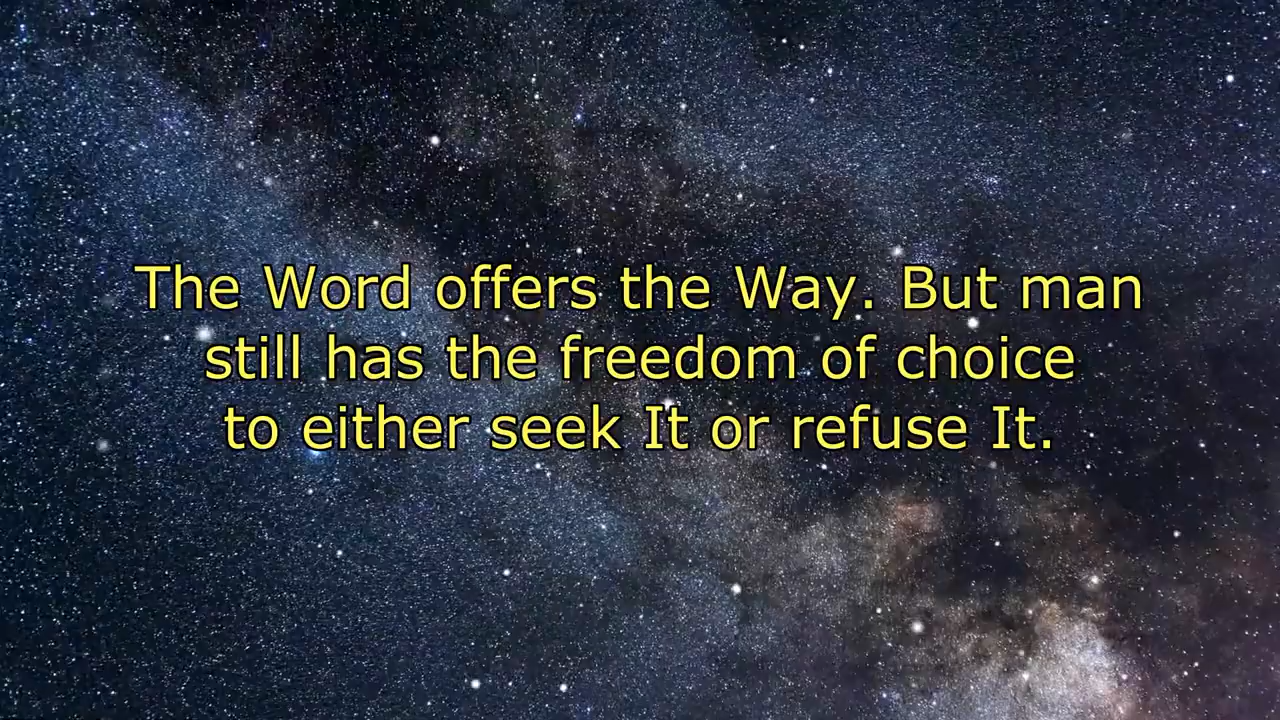 The Word offers the Way. But man
still has the freedom of choice
to either seek It or refuse It.